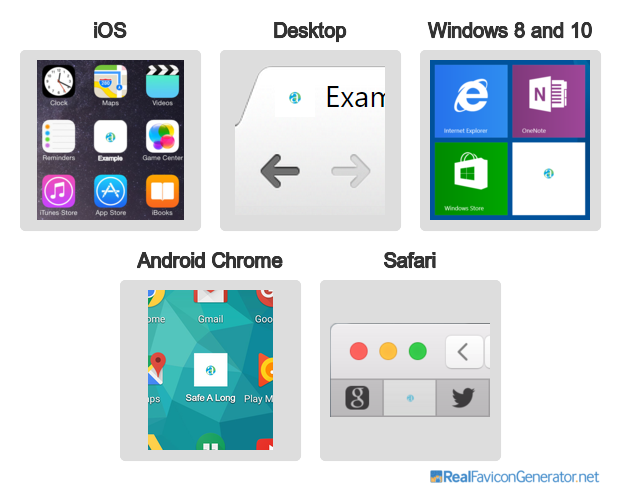 iOS
Desktop
Windows 8 and 10
Clock
Maps
Videos
Reminders
Example
Game Center
iTunes Store
App Store
iBooks
Exam
Internet Explorer
OneNote
Windows Store
Android Chrome
Safari
ome
Gmail
Goo
aps
Safe A Long
Play M
RealFaviconGenerator.net